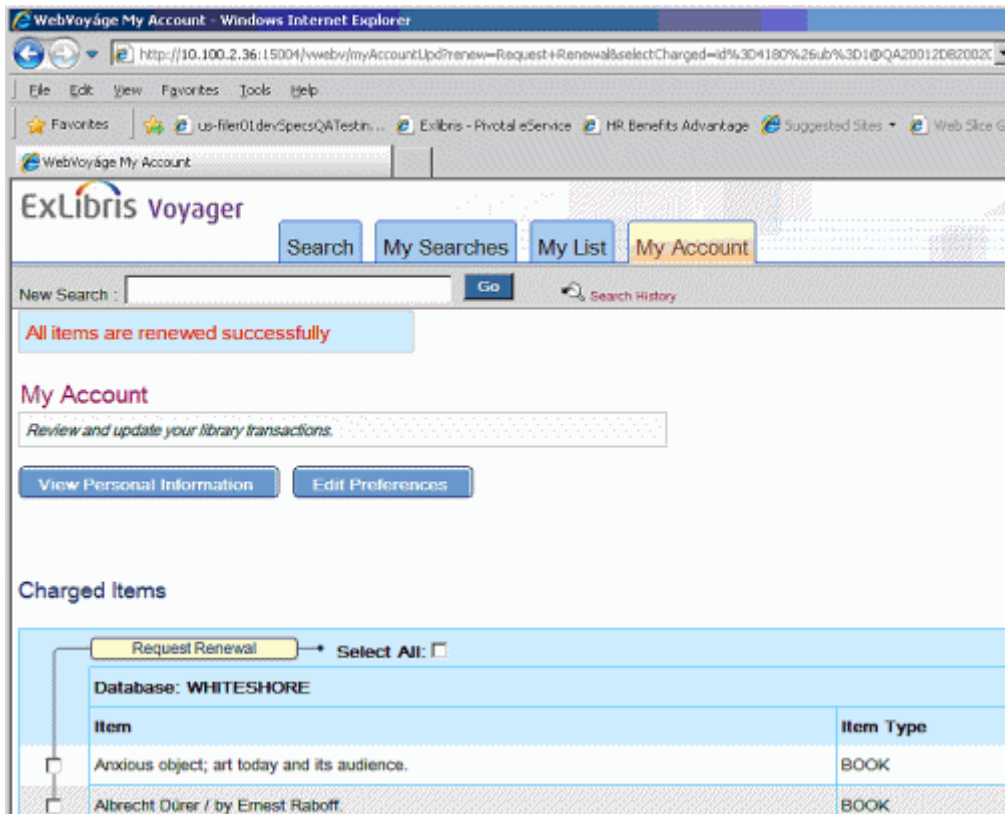 WebVoyáge My Account - Windows Internet Explorer
http://10.100.2.36:15004/vwebv/myAccountUpd?renew=Request+Renewal&selectCharged=id%3D4180%26ub%3D1@QA20012DB2002
File Edit View Favorites Tools Help
Favorites us-filer01devSpecsQATestin... Exlibris - Pivotal eService HR Benefits Advantage Suggested Sites Web Slice G
WebVoyáge My Account
ExLibris Voyager
Search My Searches My List My Account
New Search : Go Search History
All items are renewed successfully
My Account
Review and update your library transactions.
View Personal Information Edit Preferences
Charged Items
Request Renewal Select All:
Database: WHITESHORE
Item Item Type
Anxious object; art today and its audience. BOOK
Albrecht Dürer / by Ernest Raboff. BOOK